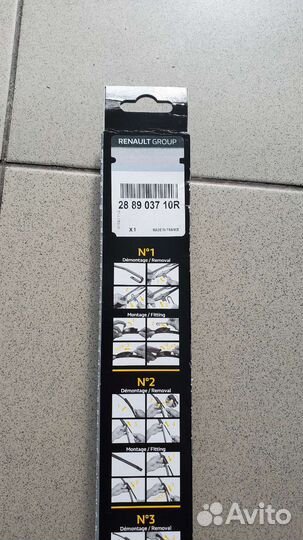 RENAULT GROUP
28 89 037 10R
X1 MADE IN FRANCE
N°1
Démontage / Removal
Montage / Fitting
N°2
Démontage / Removal
Montage / Fitting
N°3
Démontage / Removal
Avito